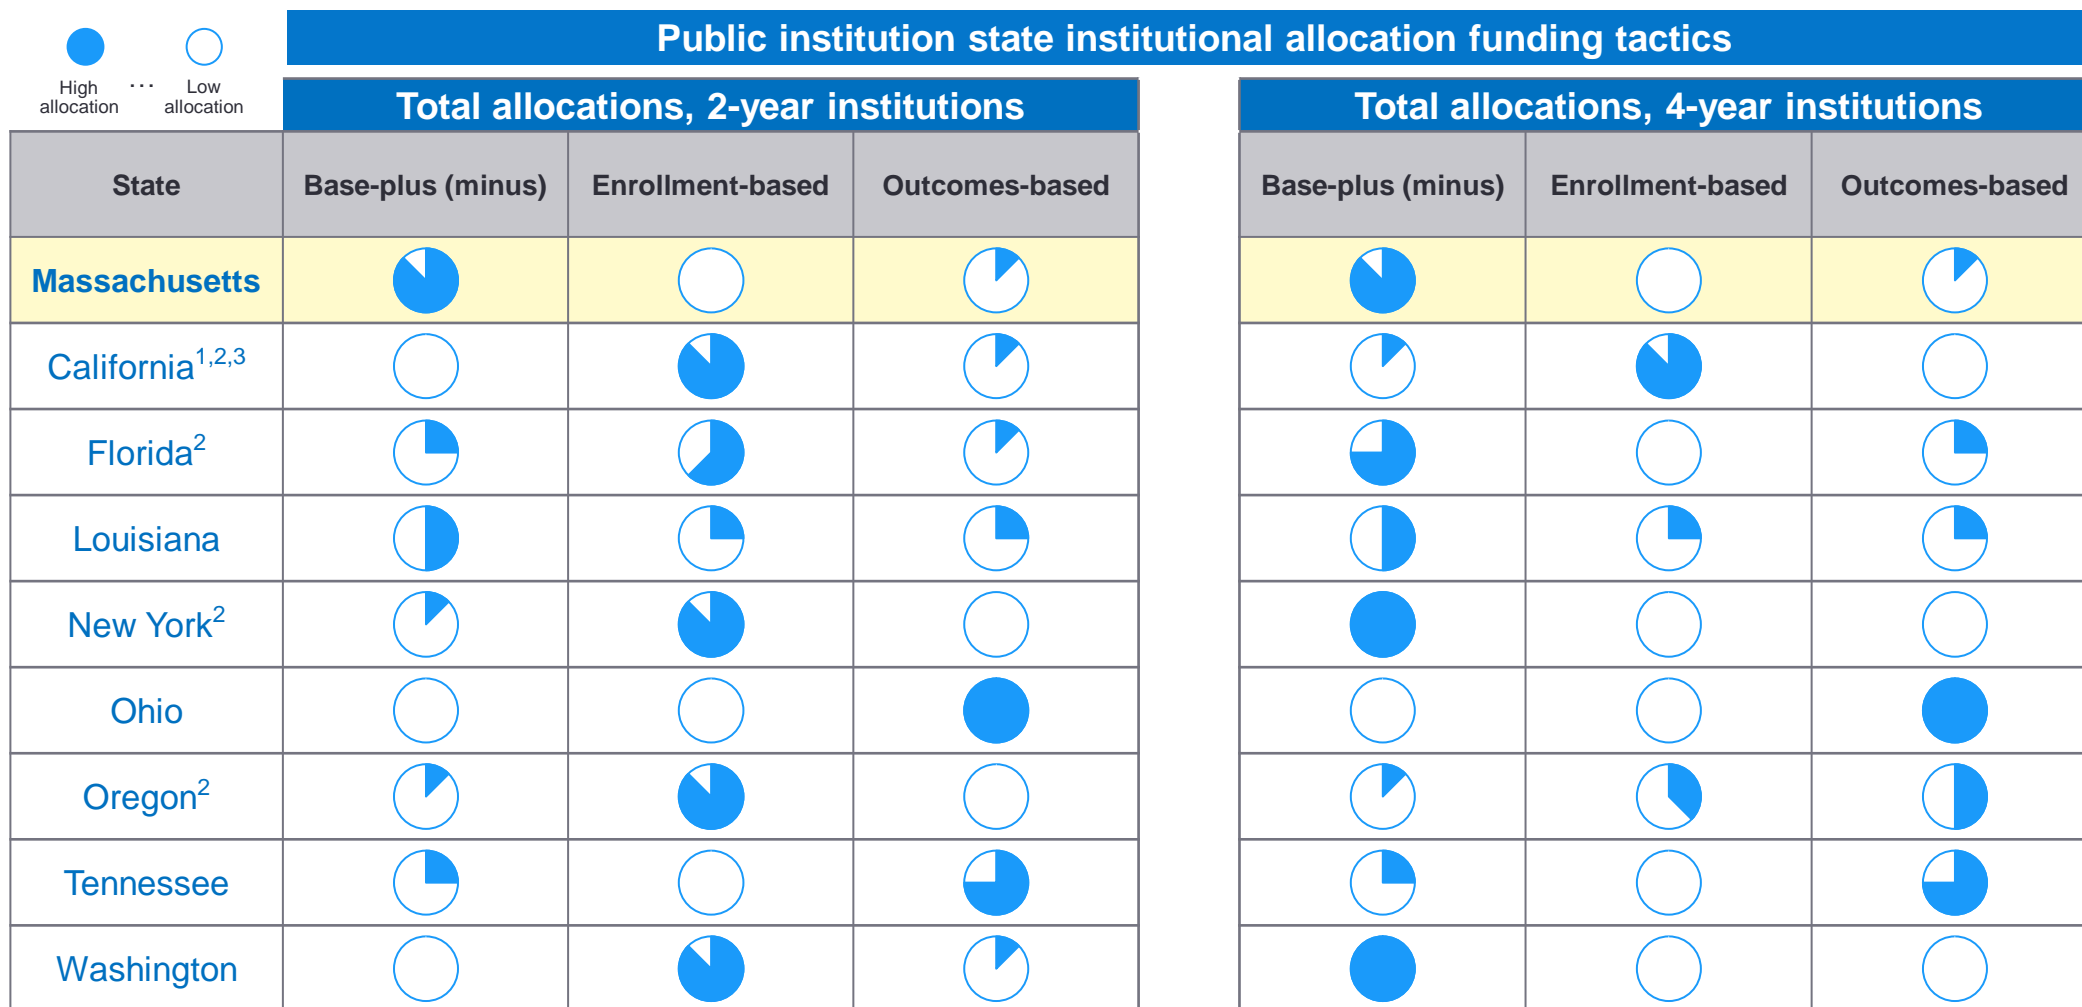 High allocation
...
Low allocation
Public institution state institutional allocation funding tactics
Total allocations, 2-year institutions
Total allocations, 4-year institutions
State Base-plus (minus) Enrollment-based Outcomes-based Base-plus (minus) Enrollment-based Outcomes-based
Massachusetts
California1,2,3
Florida2
Louisiana
New York2
Ohio
Oregon2
Tennessee
Washington